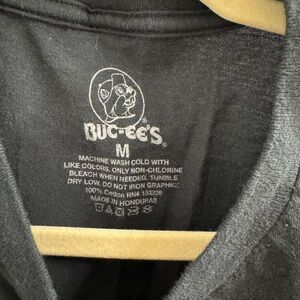 BUC-EE'S®
M
MACHINE WASH COLD WITH
LIKE COLORS, ONLY NON-CHLORINE
BLEACH WHEN NEEDED, TUMBLE
DRY LOW, DO NOT IRON GRAPHIC,
100% Cotton RN# 133325
MADE IN HONDURAS